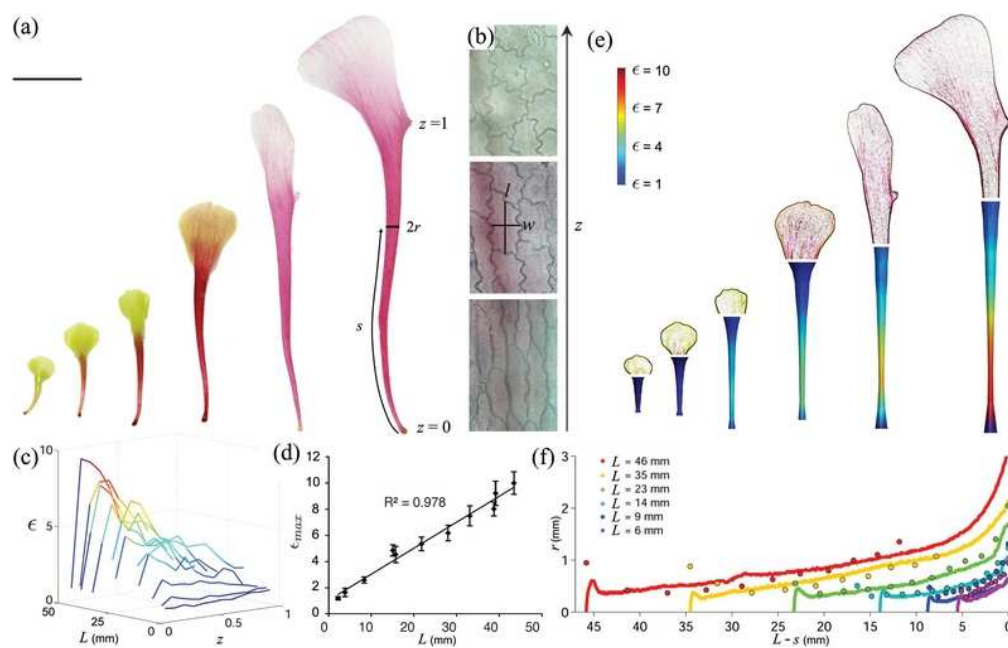 (a)
z=1
2r
s
z=0
(b)
l
w
z
(e)
ϵ = 10
ϵ = 7
ϵ = 4
ϵ = 1
(c)
10
5
0
ϵ
50
25
0
L (mm)
0
0.5
1
z
(d)
12
10
8
6
4
2
0
ϵmax
R² = 0.978
0
10
20
30
40
50
L (mm)
(f)
L = 46 mm
L = 35 mm
L = 23 mm
L = 14 mm
L = 9 mm
L = 6 mm
3
2
1
0
r (mm)
45
40
35
30
25
20
15
10
5
0
L - s (mm)